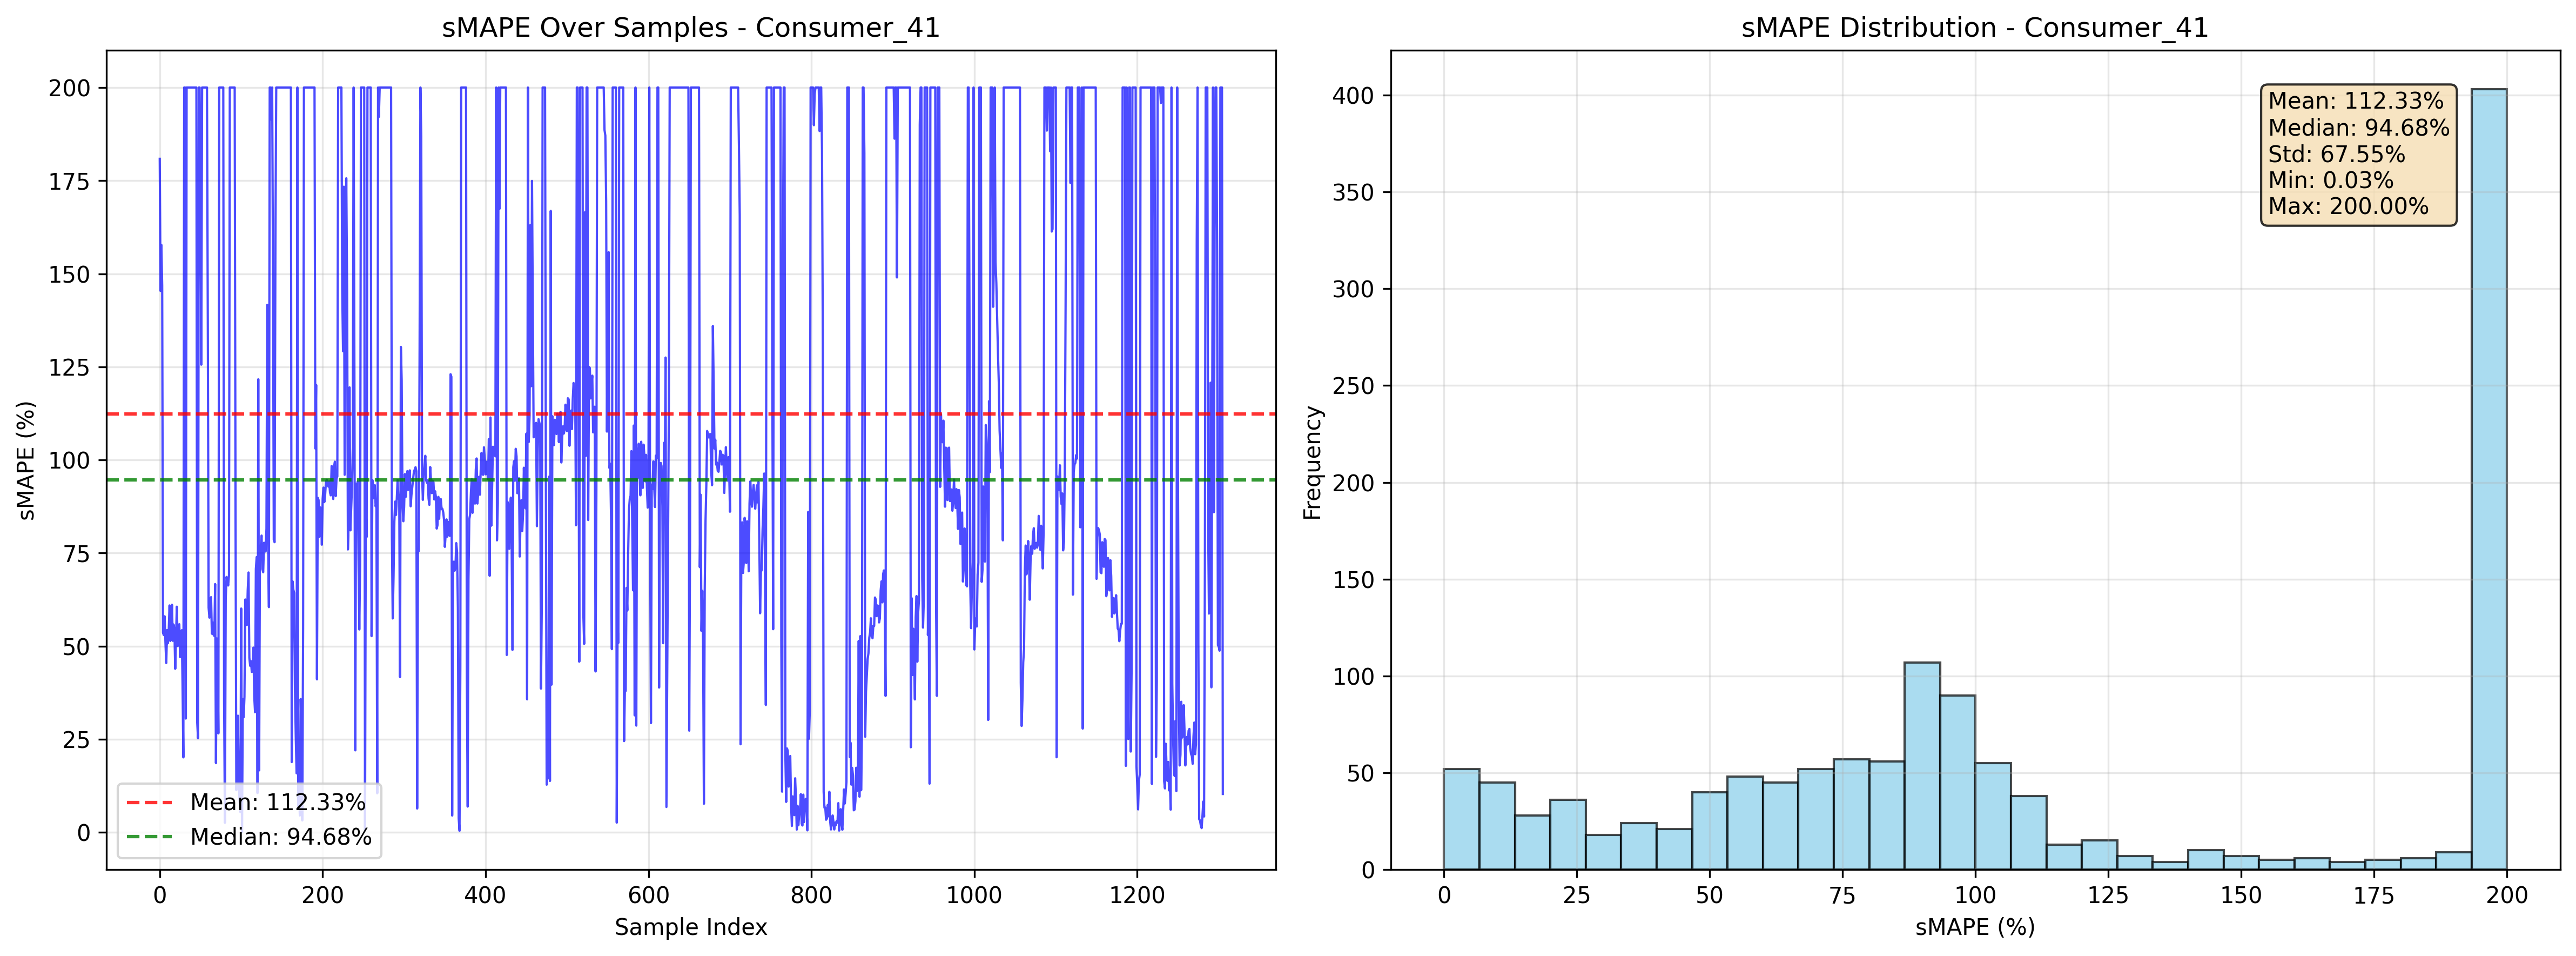 sMAPE Over Samples - Consumer_41
sMAPE (%)
200
175
150
125
100
75
50
25
0
Mean: 112.33%
Median: 94.68%
0
200
400
600
800
1000
1200
Sample Index
sMAPE Distribution - Consumer_41
Frequency
400
350
300
250
200
150
100
50
0
Mean: 112.33%
Median: 94.68%
Std: 67.55%
Min: 0.03%
Max: 200.00%
0
25
50
75
100
125
150
175
200
sMAPE (%)